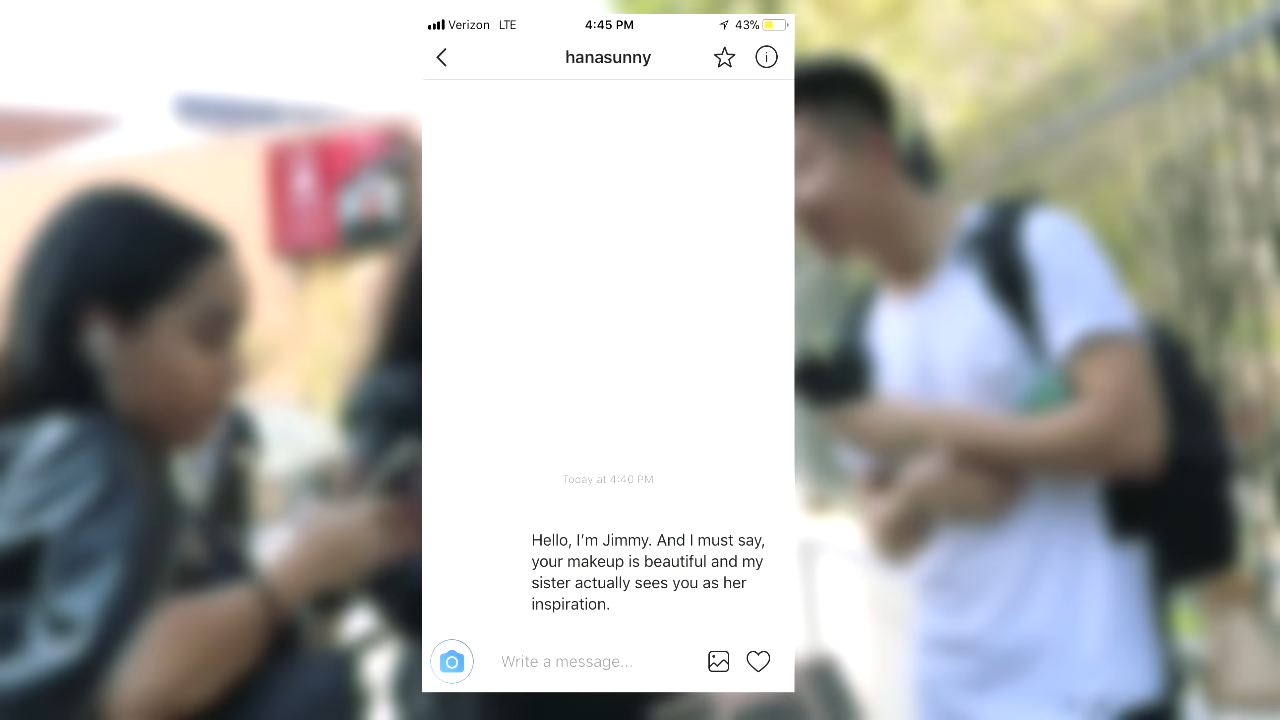 Verizon LTE 4:45 PM 43%
hanasunny
Today at 4:40 PM
Hello, I’m Jimmy. And I must say,
your makeup is beautiful and my
sister actually sees you as her
inspiration.
Write a message...